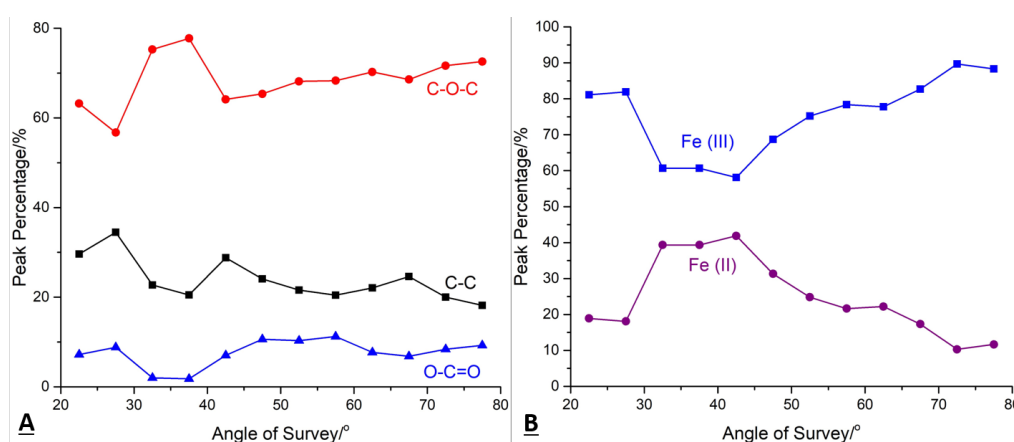 80
60
40
20
0
Peak Percentage/%
C-O-C
C-C
O-C=O
20 30 40 50 60 70 80
Angle of Survey/°
A
100
90
80
70
60
50
40
30
20
10
0
Peak Percentage/%
Fe (III)
Fe (II)
20 30 40 50 60 70 80
Angle of Survey/°
B